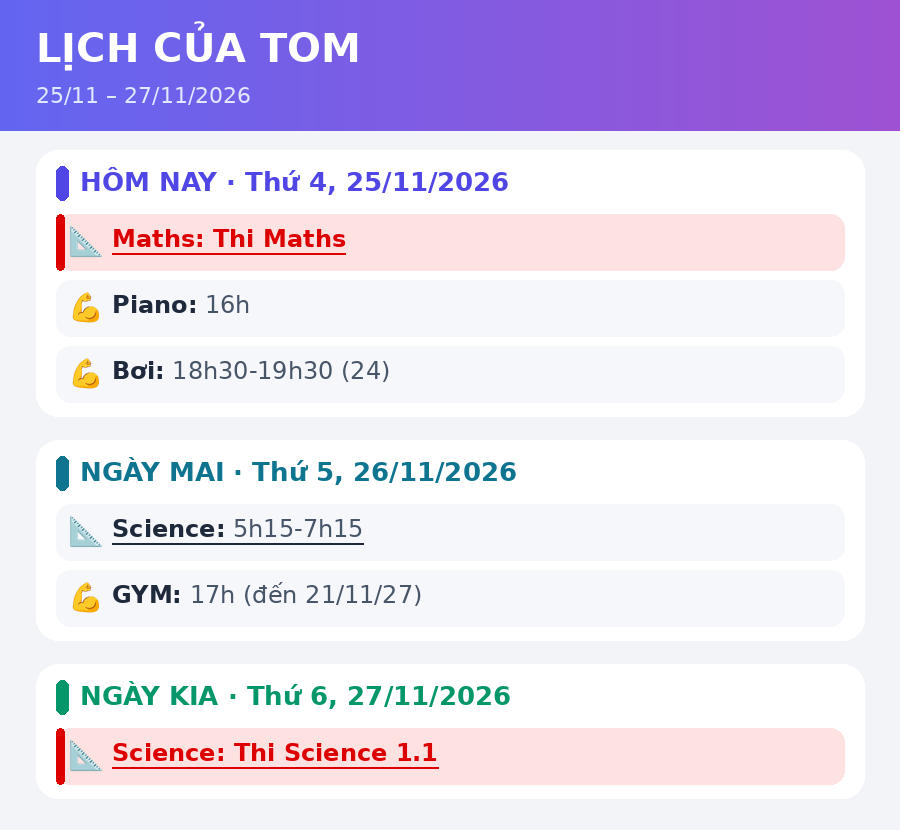 LỊCH CỦA TOM
25/11 – 27/11/2026
HÔM NAY · Thứ 4, 25/11/2026
📐 Maths: Thi Maths
💪 Piano: 16h
💪 Bơi: 18h30-19h30 (24)
NGÀY MAI · Thứ 5, 26/11/2026
📐 Science: 5h15-7h15
💪 GYM: 17h (đến 21/11/27)
NGÀY KIA · Thứ 6, 27/11/2026
📐 Science: Thi Science 1.1